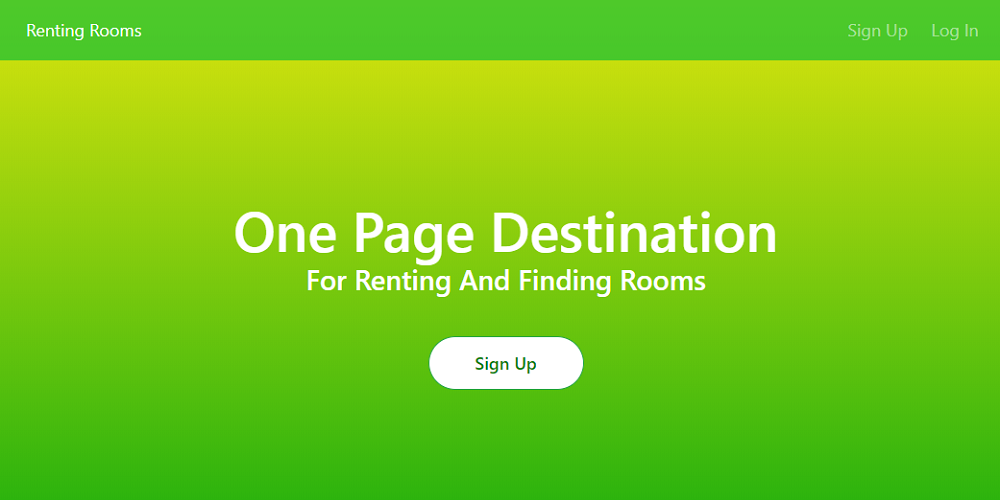 Renting Rooms
Sign Up
Log In
One Page Destination
For Renting And Finding Rooms
Sign Up